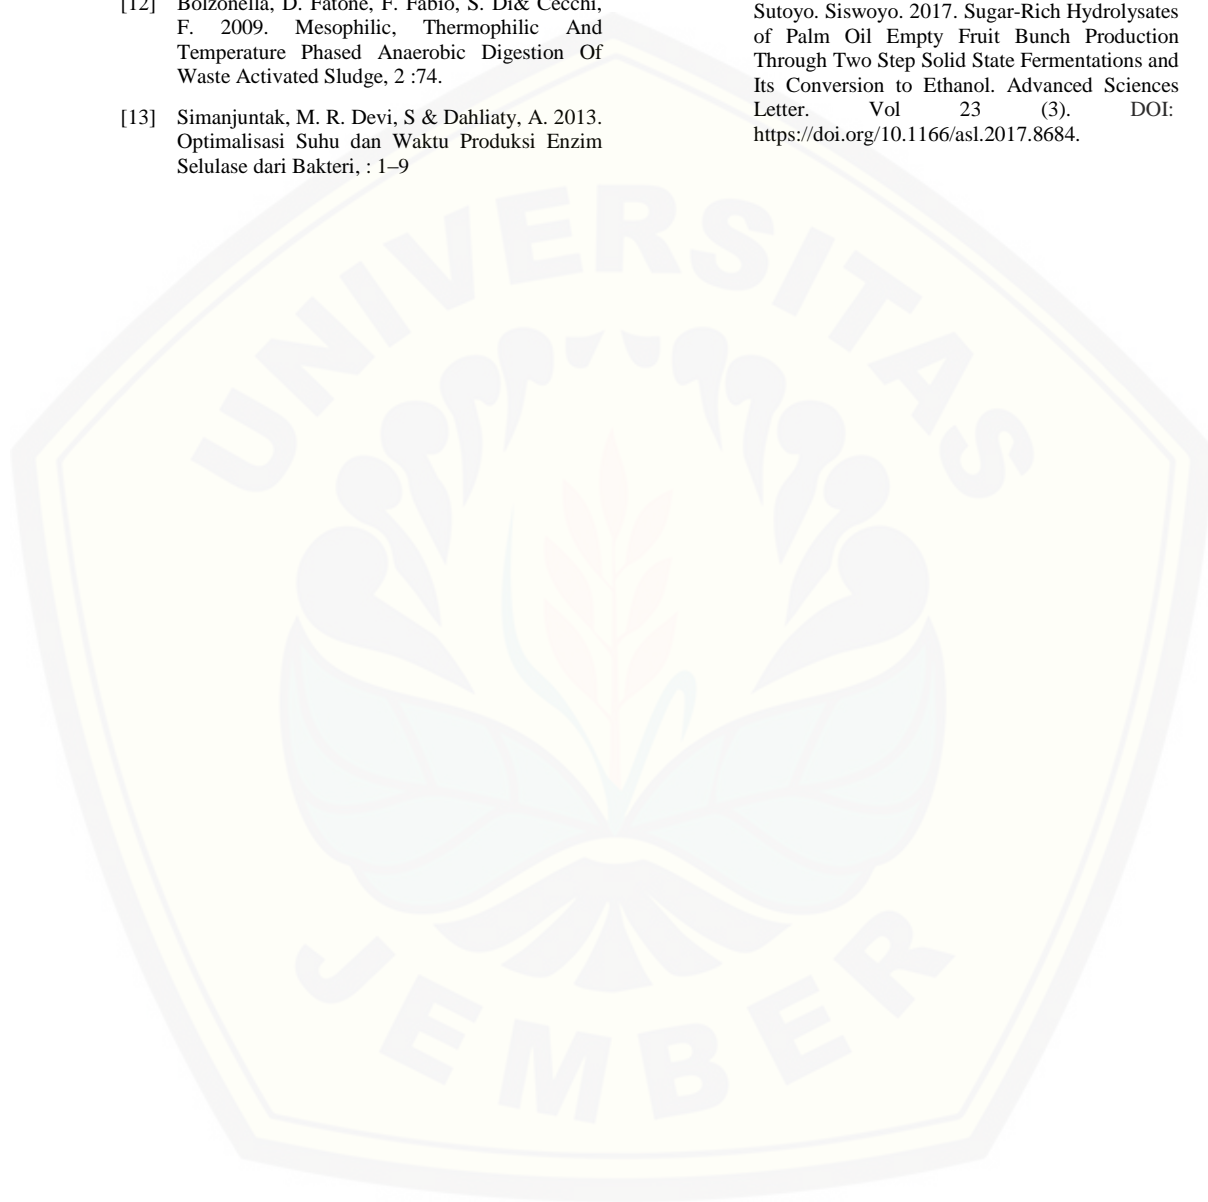 [12] Bolzonella, D. Fatone, F. Fabio, S. Di& Cecchi,
F. 2009. Mesophilic, Thermophilic And
Temperature Phased Anaerobic Digestion Of
Waste Activated Sludge, 2 :74.
[13] Simanjuntak, M. R. Devi, S & Dahliaty, A. 2013.
Optimalisasi Suhu dan Waktu Produksi Enzim
Selulase dari Bakteri, : 1–9
Sutoyo. Siswoyo. 2017. Sugar-Rich Hydrolysates
of Palm Oil Empty Fruit Bunch Production
Through Two Step Solid State Fermentations and
Its Conversion to Ethanol. Advanced Sciences
Letter. Vol 23 (3). DOI:
https://doi.org/10.1166/asl.2017.8684.
UNIVERSITAS
JEMBER